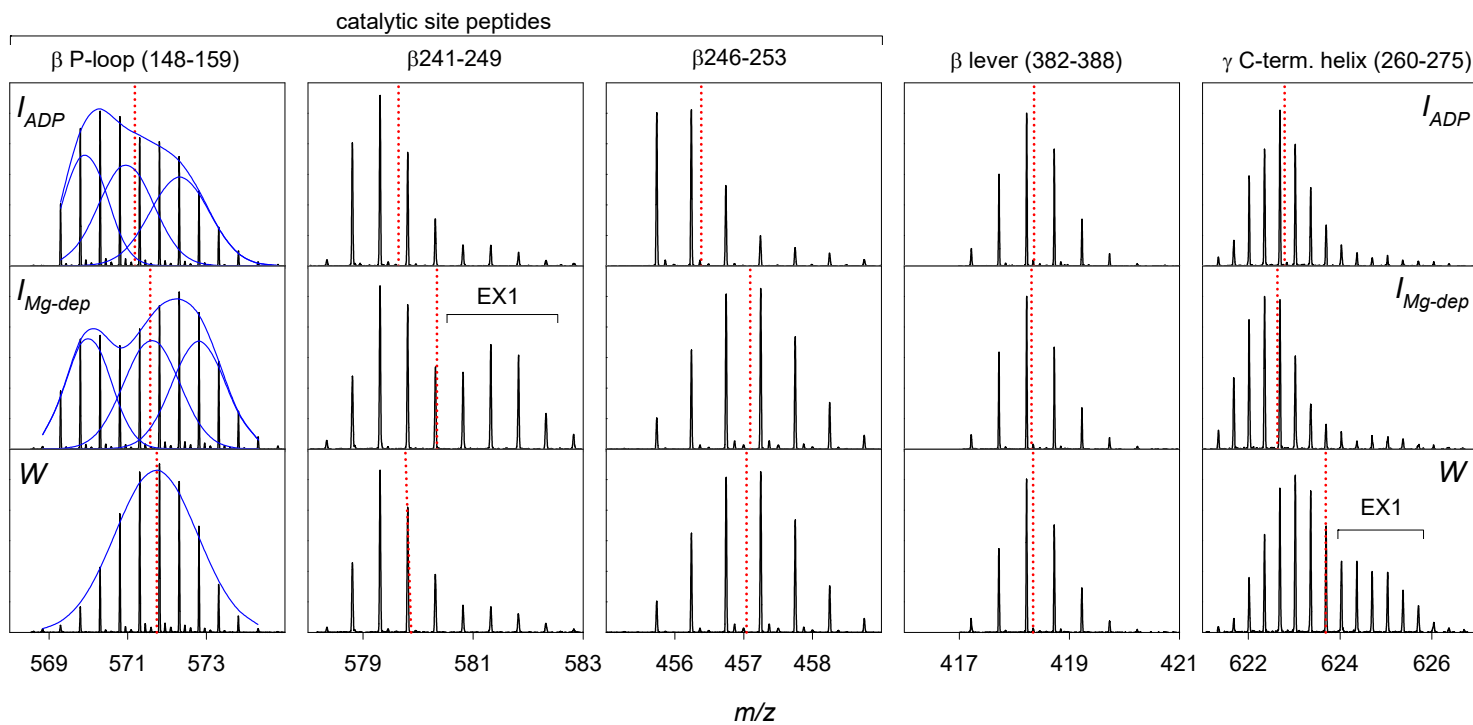 catalytic site peptides
β P-loop (148-159) β241-249 β246-253 β lever (382-388) γ C-term. helix (260-275)
I_ADP I_ADP
I_Mg-dep EX1 I_Mg-dep
W W
EX1
569 571 573 579 581 583 456 457 458 417 419 421 622 624 626
m/z